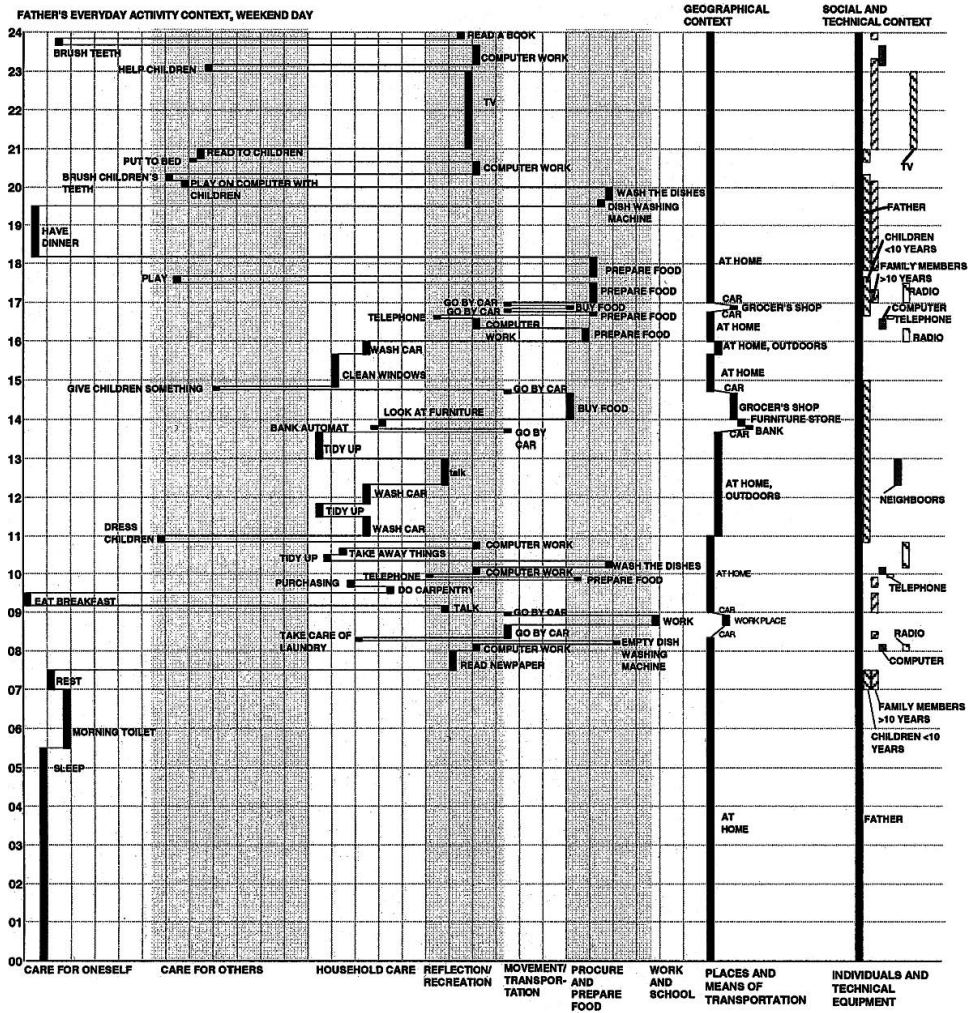 FATHER'S EVERYDAY ACTIVITY CONTEXT, WEEKEND DAY
GEOGRAPHICAL
CONTEXT
SOCIAL AND
TECHNICAL CONTEXT
24
READ A BOOK
BRUSH TEETH
COMPUTER WORK
23
HELP CHILDREN
TV
22
21
READ TO CHILDREN
PUT TO BED
COMPUTER WORK
TV
BRUSH CHILDREN'S
TEETH
PLAY ON COMPUTER WITH
CHILDREN
20
WASH THE DISHES
DISH WASHING
MACHINE
FATHER
19
HAVE
DINNER
CHILDREN
<10 YEARS
18
AT HOME
FAMILY MEMBERS
>10 YEARS
PREPARE FOOD
PLAY
PREPARE FOOD
RADIO
17
GO BY CAR
BUY FOOD
CAR
GROCER'S SHOP
COMPUTER
GO BY CAR
PREPARE FOOD
CAR
TELEPHONE
TELEPHONE
COMPUTER
WORK
PREPARE FOOD
AT HOME
RADIO
16
WASH CAR
AT HOME, OUTDOORS
CLEAN WINDOWS
AT HOME
15
GIVE CHILDREN SOMETHING
GO BY CAR
CAR
BUY FOOD
GROCER'S SHOP
14
LOOK AT FURNITURE
FURNITURE STORE
BANK AUTOMAT
GO BY
CAR
CAR
BANK
TIDY UP
13
talk
AT HOME,
OUTDOORS
NEIGHBOORS
12
WASH CAR
TIDY UP
WASH CAR
11
DRESS
CHILDREN
COMPUTER WORK
TAKE AWAY THINGS
TIDY UP
WASH THE DISHES
10
COMPUTER WORK
AT HOME
TELEPHONE
PREPARE FOOD
TELEPHONE
PURCHASING
DO CARPENTRY
EAT BREAKFAST
09
TALK
GO BY CAR
CAR
WORK
WORK PLACE
TAKE CARE OF
LAUNDRY
GO BY CAR
CAR
EMPTY DISH
WASHING
MACHINE
RADIO
08
COMPUTER WORK
COMPUTER
READ NEWPAPER
REST
07
FAMILY MEMBERS
>10 YEARS
06
MORNING TOILET
CHILDREN <10
YEARS
05
SLEEP
04
AT
HOME
FATHER
03
02
01
00
CARE FOR ONESELF
CARE FOR OTHERS
HOUSEHOLD CARE
REFLECTION/
RECREATION
MOVEMENT/
TRANSPOR-
TATION
PROCURE
AND
PREPARE
FOOD
WORK
AND
SCHOOL
PLACES AND
MEANS OF
TRANSPORTATION
INDIVIDUALS AND
TECHNICAL
EQUIPMENT